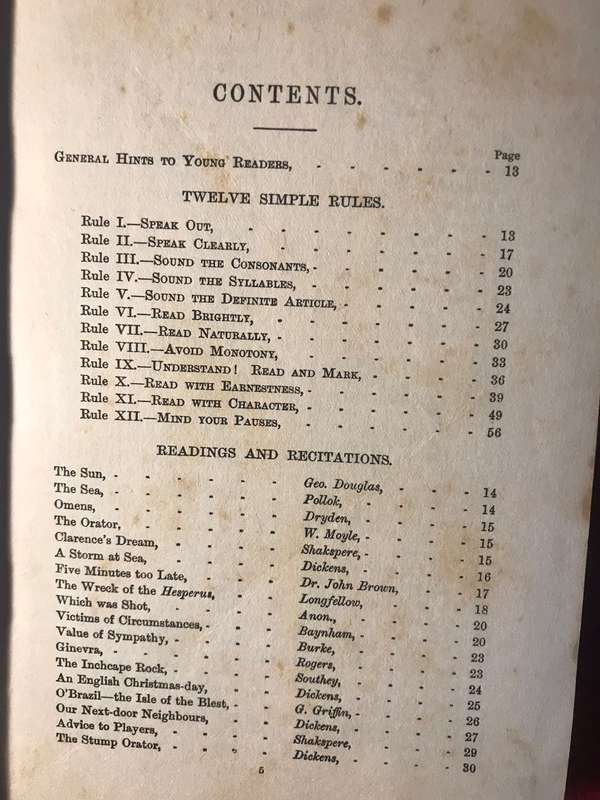 CONTENTS.
Page
GENERAL HINTS TO YOUNG READERS, - - - - - - 13
TWELVE SIMPLE RULES.
Rule I.—SPEAK OUT, - - - - - - - 13
Rule II.—SPEAK CLEARLY, - - - - - - 17
Rule III.—SOUND THE CONSONANTS, - - - - - 20
Rule IV.—SOUND THE SYLLABLES, - - - - - 23
Rule V.—SOUND THE DEFINITE ARTICLE, - - - - 24
Rule VI.—READ BRIGHTLY, - - - - - - 27
Rule VII.—READ NATURALLY, - - - - - - 30
Rule VIII.—AVOID MONOTONY, - - - - - 33
Rule IX.—UNDERSTAND! READ AND MARK, - - - 36
Rule X.—READ WITH EARNESTNESS, - - - - - 39
Rule XI.—READ WITH CHARACTER, - - - - - 49
Rule XII.—MIND YOUR PAUSES, - - - - - 56
READINGS AND RECITATIONS.
The Sun, - - - - - Geo. Douglas, - - - 14
The Sea, - - - - - Pollok, - - - - 14
Omens, - - - - - Dryden, - - - - 15
The Orator, - - - - W. Moyle, - - - - 15
Clarence's Dream, - - - Shakspere, - - - - 15
A Storm at Sea, - - - Dickens, - - - - 16
Five Minutes too Late, - - Dr. John Brown, - - 17
The Wreck of the Hesperus, - - Longfellow, - - - 18
Which was Shot, - - - Anon., - - - - 20
Victims of Circumstances, - - - Baynham, - - - - 20
Value of Sympathy, - - - - Burke, - - - - 23
Ginevra, - - - - - Rogers, - - - - 23
The Inchcape Rock, - - - - Southey, - - - - 24
An English Christmas-day, - - Dickens, - - - - 25
O'Brazil—the Isle of the Blest, - - G. Griffin, - - - - 26
Our Next-door Neighbours, - - Dickens, - - - - 27
Advice to Players, - - - Shakspere, - - - 29
The Stump Orator, - - - - Dickens, - - - - 30
5